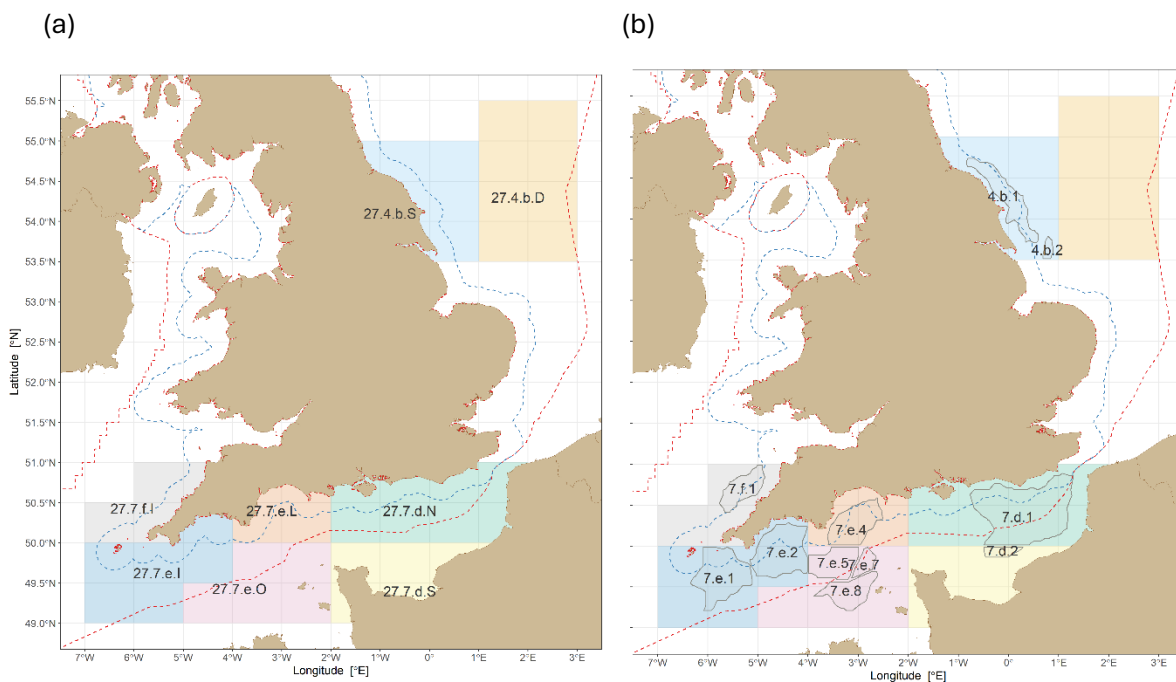 (a)
(b)
55.5°N
55.0°N
54.5°N
54.0°N
53.5°N
53.0°N
52.5°N
52.0°N
51.5°N
51.0°N
50.5°N
50.0°N
49.5°N
49.0°N
Latitude [°N]
27.4.b.S
27.4.b.D
27.7.f.I
27.7.e.L
27.7.d.N
27.7.e.I
27.7.e.O
27.7.d.S
7°W 6°W 5°W 4°W 3°W 2°W 1°W 0° 1°E 2°E 3°E
Longitude [°E]
4.b.1
4.b.2
7.f.1
7.d.1
7.e.4
7.d.2
7.e.2
7.e.5
7.e.7
7.e.1
7.e.8
7°W 6°W 5°W 4°W 3°W 2°W 1°W 0° 1°E 2°E 3°E
Longitude [°E]